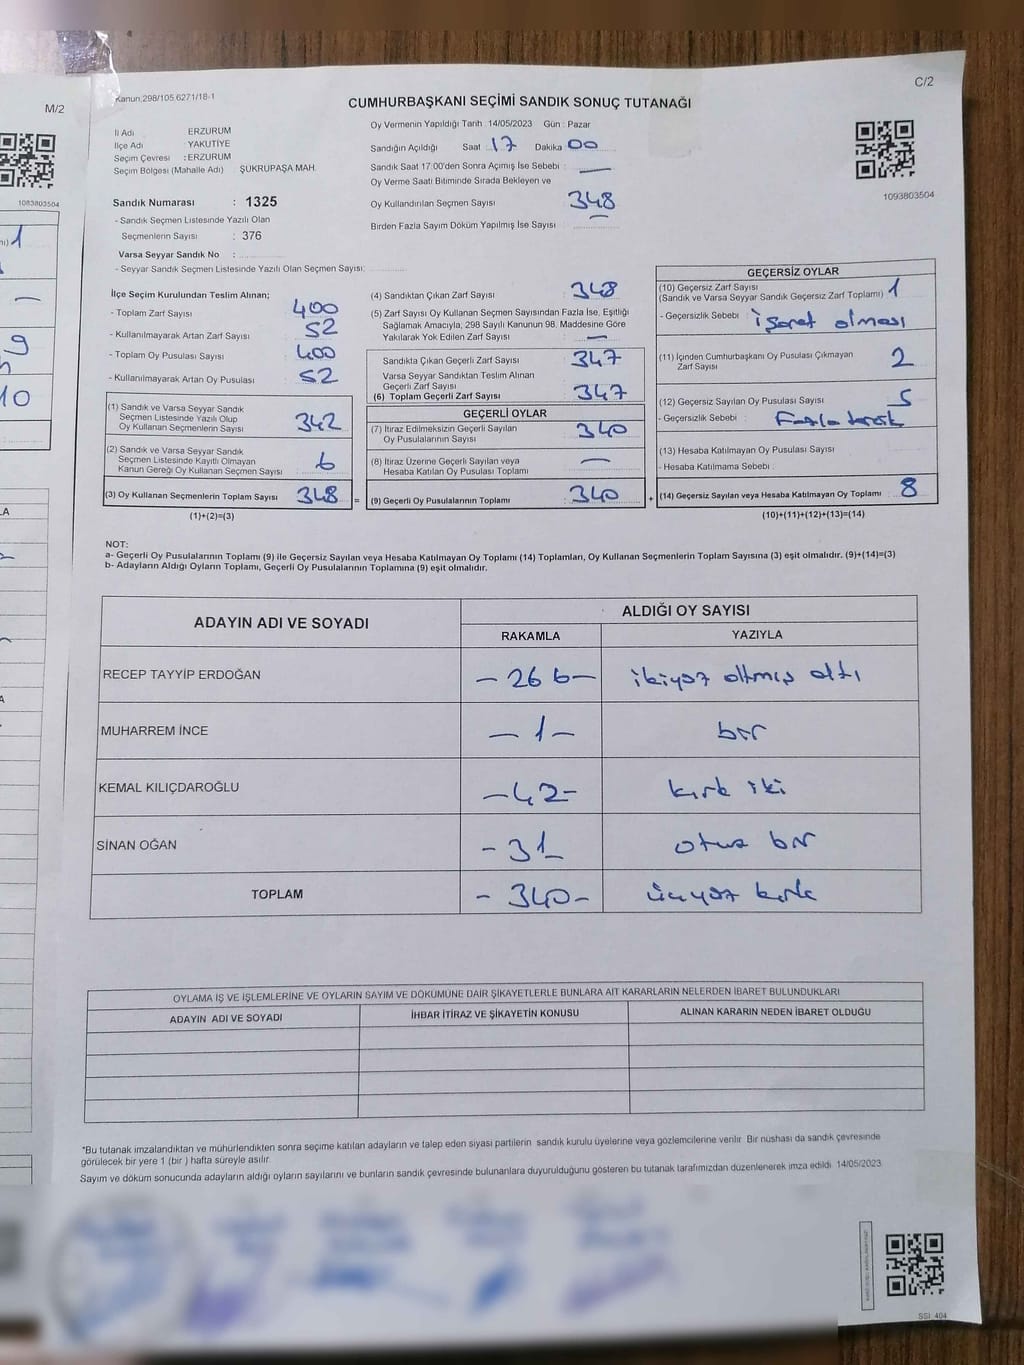 Kanun.298/105.6271/18-1
C/2
M/2
CUMHURBAŞKANI SEÇİMİ SANDIK SONUÇ TUTANAĞI
İl Adı : ERZURUM
İlçe Adı : YAKUTİYE
Seçim Çevresi : ERZURUM
Seçim Bölgesi (Mahalle Adı) ŞÜKRÜPAŞA MAH.
Sandık Numarası : 1325
- Sandık Seçmen Listesinde Yazılı Olan
Seçmenlerin Sayısı : 376
Varsa Seyyar Sandık No :
- Seyyar Sandık Seçmen Listesinde Yazılı Olan Seçmen Sayısı:
Oy Vermenin Yapıldığı Tarih :14/05/2023 Gün : Pazar
Sandığın Açıldığı Saat 17 Dakika 00
Sandık Saat 17:00'den Sonra Açılmış İse Sebebi : —
Oy Verme Saati Bitiminde Sırada Bekleyen ve
Oy Kullandırılan Seçmen Sayısı 348
Birden Fazla Sayım Döküm Yapılmış İse Sayısı —
1093803504
İlçe Seçim Kurulundan Teslim Alınan;
- Toplam Zarf Sayısı : 400
- Kullanılmayarak Artan Zarf Sayısı : 52
- Toplam Oy Pusulası Sayısı : 400
- Kullanılmayarak Artan Oy Pusulası : 52
(1) Sandık ve Varsa Seyyar Sandık
Seçmen Listesinde Yazılı Olup
Oy Kullanan Seçmenlerin Sayısı : 342
(2) Sandık ve Varsa Seyyar Sandık
Seçmen Listesinde Kayıtlı Olmayan
Kanun Gereği Oy Kullanan Seçmen Sayısı : 6
(3) Oy Kullanan Seçmenlerin Toplam Sayısı : 348
(1)+(2)=(3)
(4) Sandıktan Çıkan Zarf Sayısı : 348
(5) Zarf Sayısı Oy Kullanan Seçmen Sayısından Fazla İse, Eşitliği
Sağlamak Amacıyla, 298 Sayılı Kanunun 98. Maddesine Göre
Yakılarak Yok Edilen Zarf Sayısı : —
Sandıkta Çıkan Geçerli Zarf Sayısı : 347
Varsa Seyyar Sandıktan Teslim Alınan
Geçerli Zarf Sayısı :
(6) Toplam Geçerli Zarf Sayısı : 347
GEÇERLİ OYLAR
(7) İtiraz Edilmeksizin Geçerli Sayılan
Oy Pusulalarının Sayısı : 340
(8) İtiraz Üzerine Geçerli Sayılan veya
Hesaba Katılan Oy Pusulası Toplamı : —
(9) Geçerli Oy Pusulalarının Toplamı : 340
GEÇERSİZ OYLAR
(10) Geçersiz Zarf Sayısı
(Sandık ve Varsa Seyyar Sandık Geçersiz Zarf Toplamı) : 1
- Geçersizlik Sebebi : işaret olması
(11) İçinden Cumhurbaşkanı Oy Pusulası Çıkmayan
Zarf Sayısı 2
(12) Geçersiz Sayılan Oy Pusulası Sayısı 5
- Geçersizlik Sebebi : Fazla tercih
(13) Hesaba Katılmayan Oy Pusulası Sayısı :
- Hesaba Katılmama Sebebi :
(14) Geçersiz Sayılan veya Hesaba Katılmayan Oy Toplamı : 8
(10)+(11)+(12)+(13)=(14)
NOT:
a- Geçerli Oy Pusulalarının Toplamı (9) ile Geçersiz Sayılan veya Hesaba Katılmayan Oy Toplamı (14) Toplamları, Oy Kullanan Seçmenlerin Toplam Sayısına (3) eşit olmalıdır. (9)+(14)=(3)
b- Adayların Aldığı Oyların Toplamı, Geçerli Oy Pusulalarının Toplamına (9) eşit olmalıdır.
ADAYIN ADI VE SOYADI
ALDIĞI OY SAYISI
RAKAMLA YAZIYLA
RECEP TAYYİP ERDOĞAN — 266 — ikiyüz altmış altı
MUHARREM İNCE — 1 — bir
KEMAL KILIÇDAROĞLU — 42 — kırk iki
SİNAN OĞAN - 31 - otuz bir
TOPLAM - 340 - üçyüz kırk
OYLAMA İŞ VE İŞLEMLERİNE VE OYLARIN SAYIM VE DÖKÜMÜNE DAİR ŞİKAYETLERLE BUNLARA AİT KARARLARIN NELERDEN İBARET BULUNDUKLARI
ADAYIN ADI VE SOYADI İHBAR İTİRAZ VE ŞİKAYETİN KONUSU ALINAN KARARIN NEDEN İBARET OLDUĞU
*Bu tutanak imzalandıktan ve mühürlendikten sonra seçime katılan adayların ve talep eden siyasi partilerin sandık kurulu üyelerine veya gözlemcilerine verilir. Bir nüshası da sandık çevresinde
görülecek bir yere 1 (bir ) hafta süreyle asılır.
Sayım ve döküm sonucunda adayların aldığı oyların sayılarını ve bunların sandık çevresinde bulunanlara duyurulduğunu gösteren bu tutanak tarafımızdan düzenlenerek imza edildi. 14/05/2023
SSI: 404